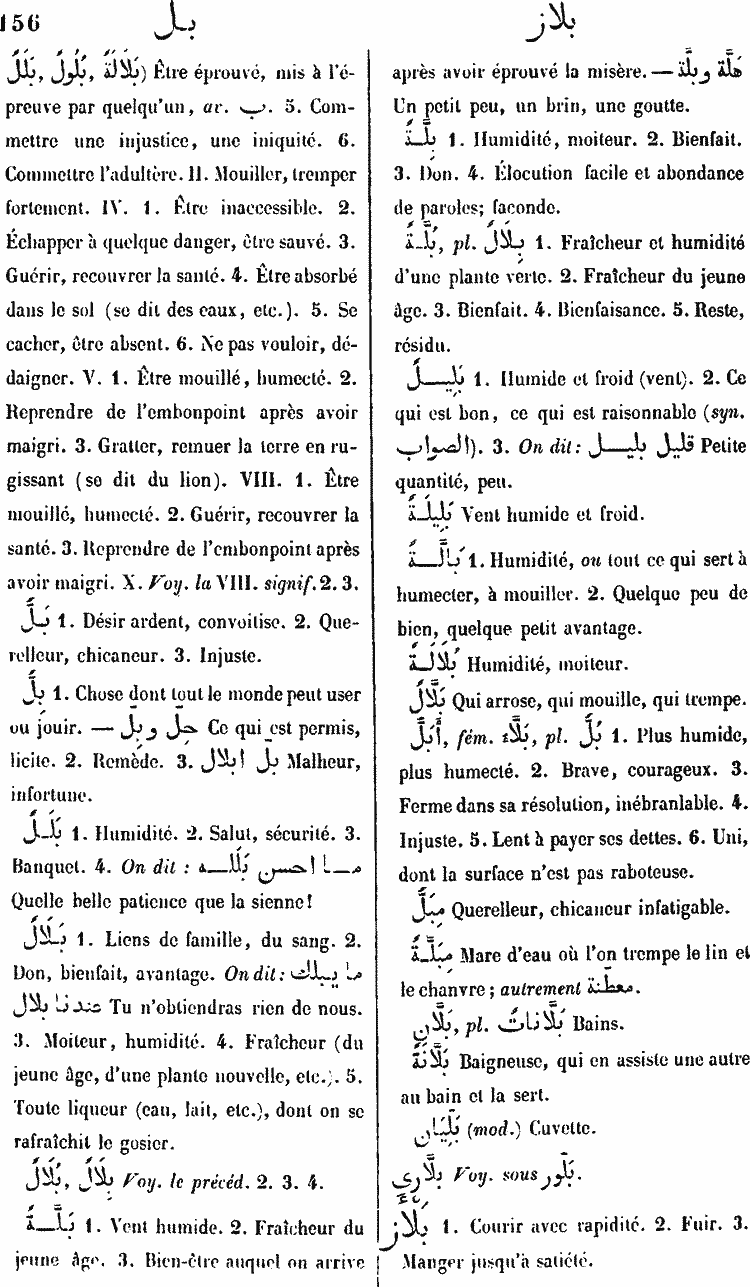 156
بل
بلاز
بَلَلٌ, بُلُولٌ, بَلَالَةٌ) Être éprouvé, mis à l'é-
preuve par quelqu'un, ar. ب. 5. Com-
mettre une injustice, une iniquité. 6.
Commettre l'adultère. II. Mouiller, tremper
fortement. IV. 1. Être inaccessible. 2.
Échapper à quelque danger, être sauvé. 3.
Guérir, recouvrer la santé. 4. Être absorbé
dans le sol (se dit des eaux, etc.). 5. Se
cacher, être absent. 6. Ne pas vouloir, dé-
daigner. V. 1. Être mouillé, humecté. 2.
Reprendre de l'embonpoint après avoir
maigri. 3. Gratter, remuer la terre en ru-
gissant (se dit du lion). VIII. 1. Être
mouillé, humecté. 2. Guérir, recouvrer la
santé. 3. Reprendre de l'embonpoint après
avoir maigri. X. Voy. la VIII. signif. 2. 3.
بَلٌّ 1. Désir ardent, convoitise. 2. Que-
relleur, chicaneur. 3. Injuste.
بِلٌّ 1. Chose dont tout le monde peut user
ou jouir. — حِلّ وبِلّ Ce qui est permis,
licite. 2. Remède. 3. بِلّ ابلال Malheur,
infortune.
بَلَلٌ 1. Humidité. 2. Salut, sécurité. 3.
Banquet. 4. On dit : ما احسن بَلَلـه
Quelle belle patience que la sienne!
بَلَالٌ 1. Liens de famille, du sang. 2.
Don, bienfait, avantage. On dit: ما يبلك
عندنا بلال Tu n'obtiendras rien de nous.
3. Moiteur, humidité. 4. Fraîcheur (du
jeune âge, d'une plante nouvelle, etc.). 5.
Toute liqueur (eau, lait, etc.), dont on se
rafraîchit le gosier.
بِلَالٌ, بُلَالٌ Voy. le précéd. 2. 3. 4.
بَلَّةٌ 1. Vent humide. 2. Fraîcheur du
jeune âge. 3. Bien-être auquel on arrive
après avoir éprouvé la misère. — هَلّة وبلّة
Un petit peu, un brin, une goutte.
بِلَّةٌ 1. Humidité, moiteur. 2. Bienfait.
3. Don. 4. Élocution facile et abondance
de paroles; faconde.
بُلَّةٌ, pl. بِلَالٌ 1. Fraîcheur et humidité
d'une plante verte. 2. Fraîcheur du jeune
âge. 3. Bienfait. 4. Bienfaisance. 5. Reste,
résidu.
بَلِيلٌ 1. Humide et froid (vent). 2. Ce
qui est bon, ce qui est raisonnable (syn.
الصواب). 3. On dit: قليل بليل Petite
quantité, peu.
بَلِيلَةٌ Vent humide et froid.
بَالَّةٌ 1. Humidité, ou tout ce qui sert à
humecter, à mouiller. 2. Quelque peu de
bien, quelque petit avantage.
بُلَالَةٌ Humidité, moiteur.
بَلَّالٌ Qui arrose, qui mouille, qui trempe.
أَبَلُّ, fém. بَلَّاءُ, pl. بُلٌّ 1. Plus humide,
plus humecté. 2. Brave, courageux. 3.
Ferme dans sa résolution, inébranlable. 4.
Injuste. 5. Lent à payer ses dettes. 6. Uni,
dont la surface n'est pas raboteuse.
مِبَلٌّ Querelleur, chicaneur infatigable.
مَبَلَّةٌ Mare d'eau où l'on trempe le lin et
le chanvre; autrement معطنة.
بَلَّانٌ, pl. بَلَّانَاتٌ Bains.
بَلَّانَةٌ Baigneuse, qui en assiste une autre
au bain et la sert.
بَلِّيَان (mod.) Cuvette.
بلَّارِي Voy. sous بَلُّور.
بَلْأَزَ 1. Courir avec rapidité. 2. Fuir. 3.
Manger jusqu'à satiété.